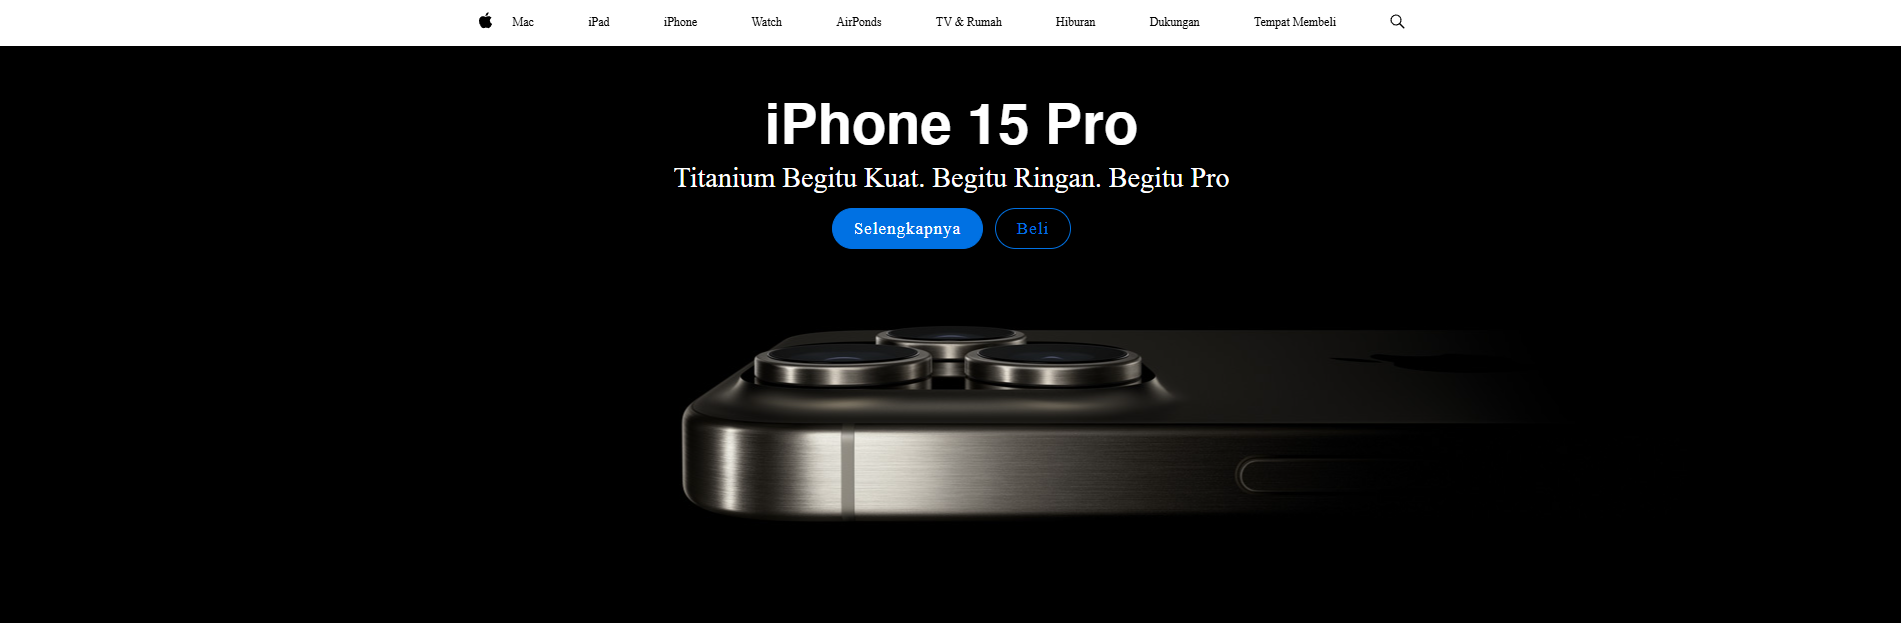 Mac iPad iPhone Watch AirPonds TV & Rumah Hiburan Dukungan Tempat Membeli
iPhone 15 Pro
Titanium Begitu Kuat. Begitu Ringan. Begitu Pro
Selengkapnya Beli